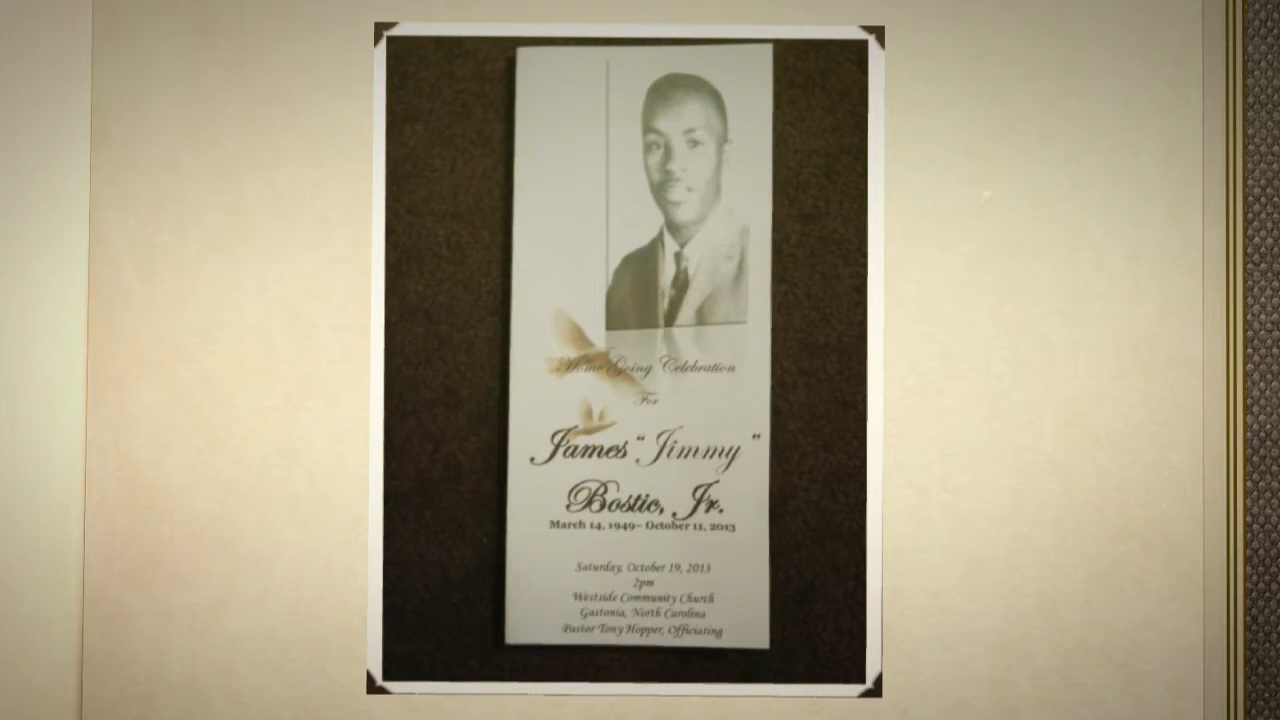 Home Going Celebration
For
James "Jimmy"
Bostic, Jr.
March 14, 1949– October 11, 2013
Saturday, October 19, 2013
2pm
Westside Community Church
Gastonia, North Carolina
Pastor Tony Hopper, Officiating